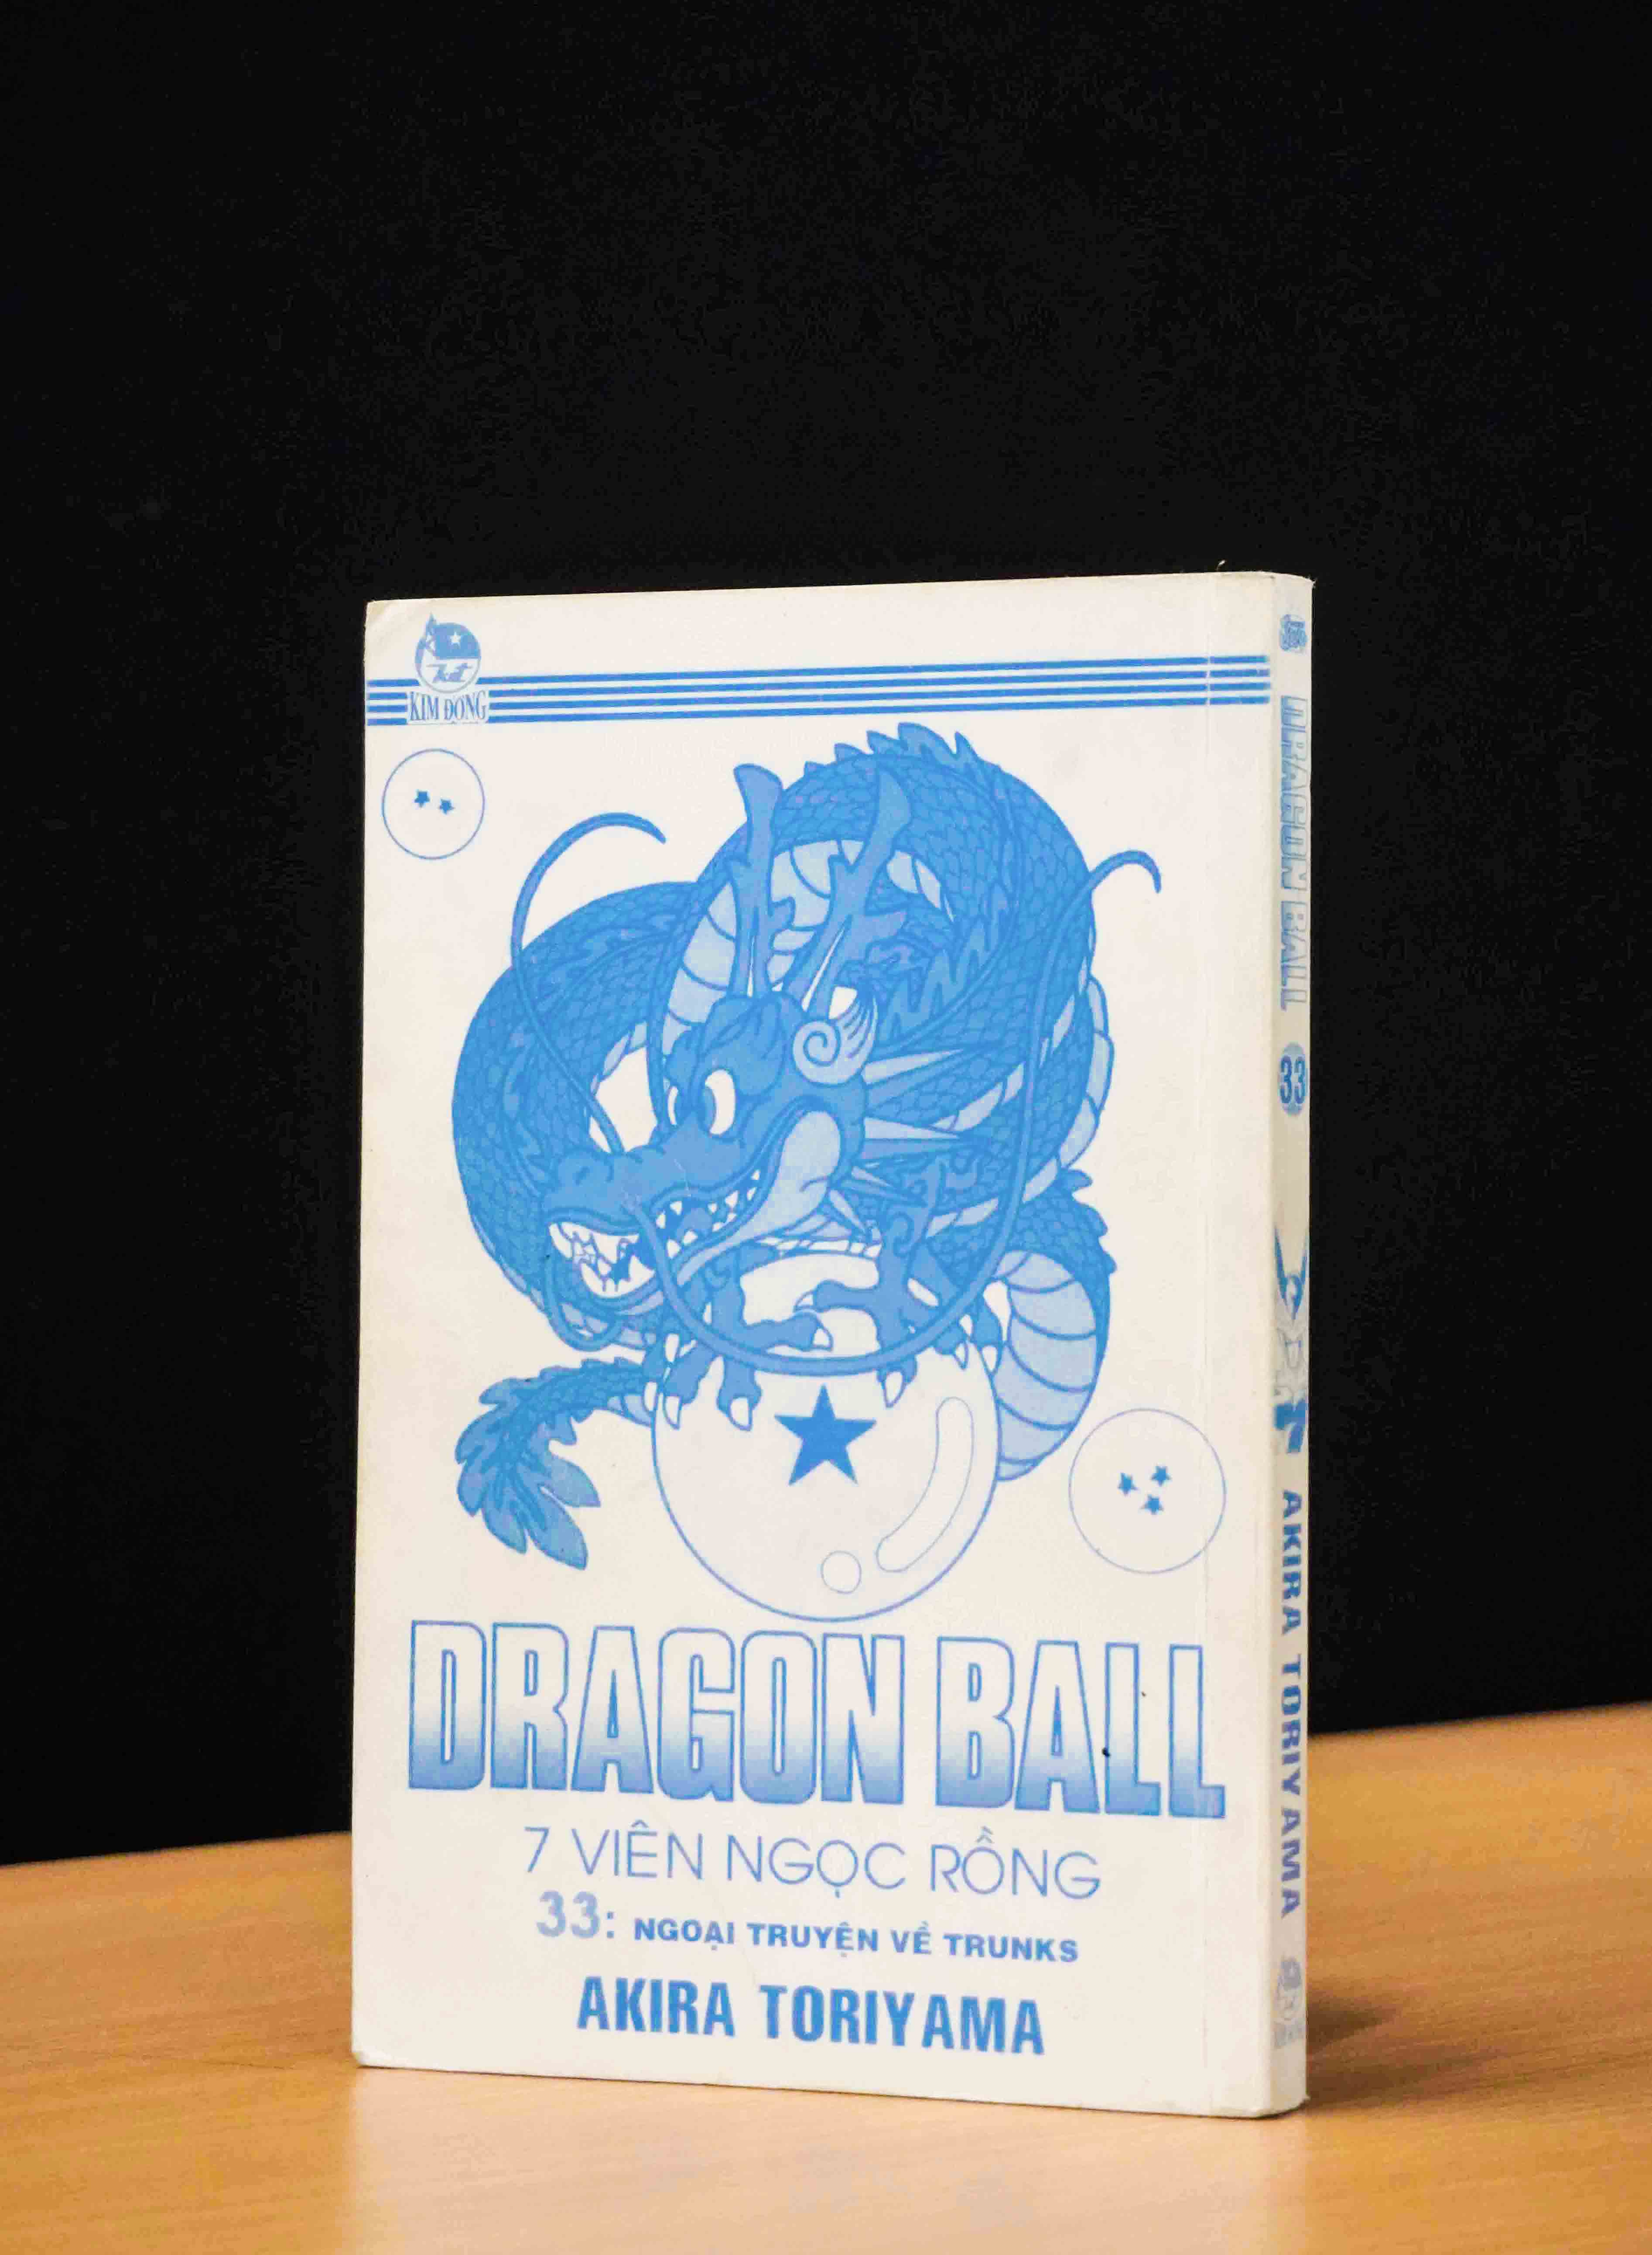 KIM ĐỒNG
DRAGON BALL
7 VIÊN NGỌC RỒNG
33: NGOẠI TRUYỆN VỀ TRUNKS
AKIRA TORIYAMA
DRAGON BALL
33
AKIRA TORIYAMA